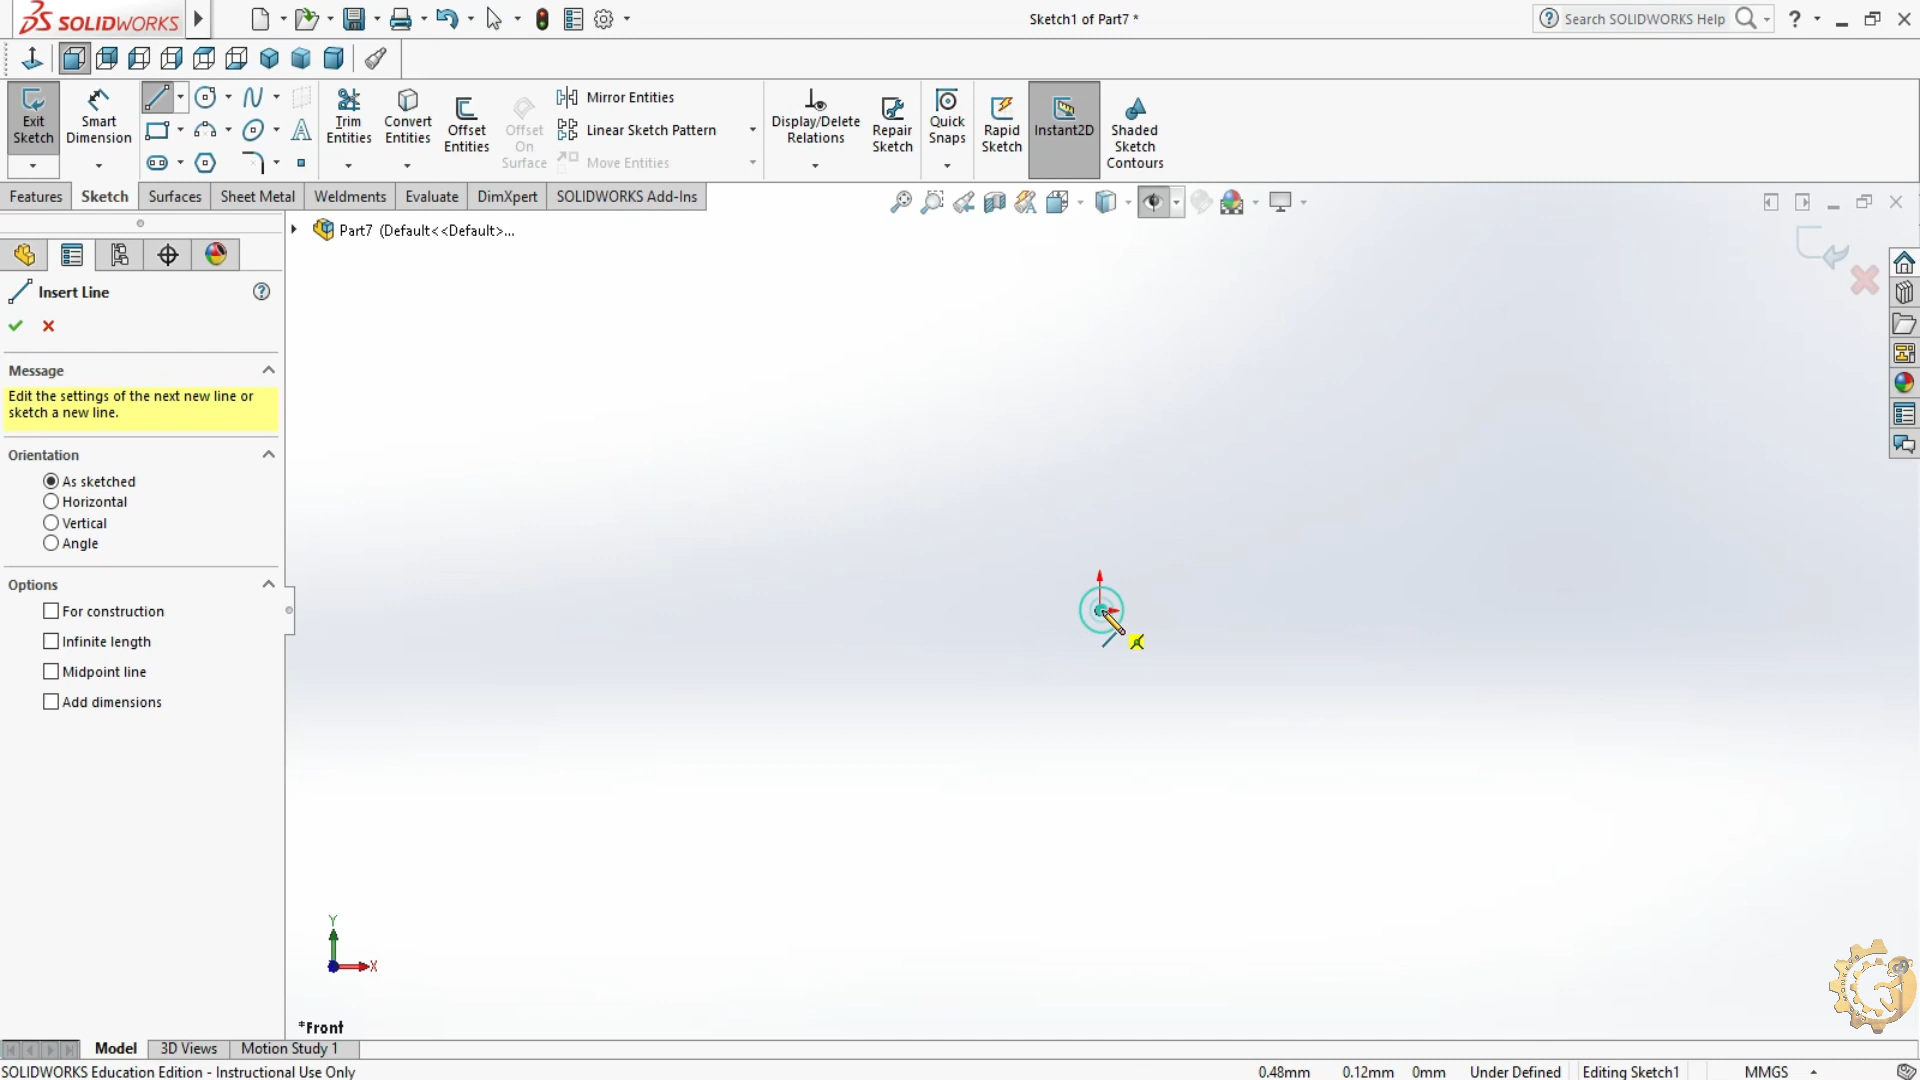 SOLIDWORKS
Sketch1 of Part7 *
Search SOLIDWORKS Help
?
Exit Sketch
Smart Dimension
Trim Entities
Convert Entities
Offset Entities
Offset On Surface
Mirror Entities
Linear Sketch Pattern
Move Entities
Display/Delete Relations
Repair Sketch
Quick Snaps
Rapid Sketch
Instant2D
Shaded Sketch Contours
Features
Sketch
Surfaces
Sheet Metal
Weldments
Evaluate
DimXpert
SOLIDWORKS Add-Ins
Part7 (Default<<Default>...
Insert Line
?
Message
Edit the settings of the next new line or
sketch a new line.
Orientation
As sketched
Horizontal
Vertical
Angle
Options
For construction
Infinite length
Midpoint line
Add dimensions
Y
X
*Front
Model
3D Views
Motion Study 1
SOLIDWORKS Education Edition - Instructional Use Only
0.48mm
0.12mm
0mm
Under Defined
Editing Sketch1
MMGS